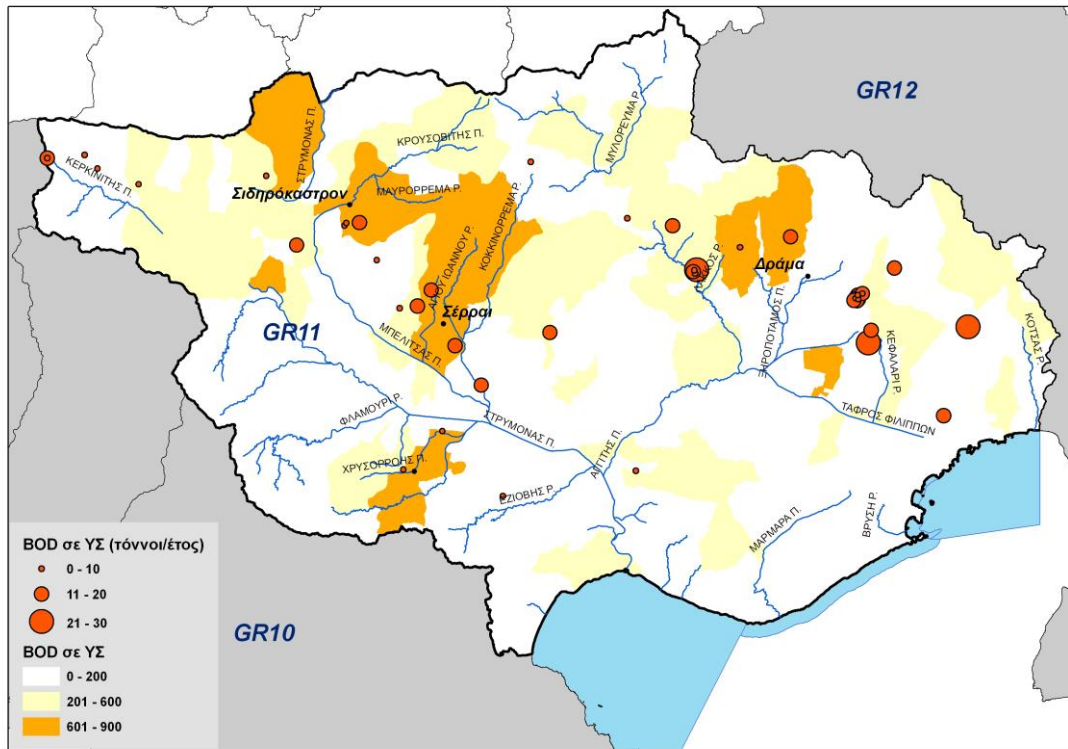 GR12
ΜΥΛΟΡΕΥΜΑ Ρ.
ΚΡΟΥΣΟΒΙΤΗΣ Π.
ΣΤΡΥΜΟΝΑΣ Π.
ΚΕΡΚΙΝΙΤΗΣ Π.
Σιδηρόκαστρον
ΜΑΥΡΟΡΡΕΜΑ Ρ.
ΚΟΚΚΙΝΟΡΡΕΜΑ Ρ.
ΙΩΑΝΝΟΥ Ρ.
Δράμα
ΞΗΡΟΠΟΤΑΜΟΣ Π.
Σέρραι
GR11
ΜΠΕΛΙΤΣΑΣ Π.
ΚΕΦΑΛΑΡΙ Ρ.
ΚΟΤΣΑΣ Ρ.
ΦΛΑΜΟΥΡΙ Ρ.
ΣΤΡΥΜΟΝΑΣ Π.
ΤΑΦΡΟΣ ΦΙΛΙΠΠΩΝ
ΑΓΓΙΤΗΣ Π.
ΧΡΥΣΟΡΡΟΗΣ Π.
ΕΖΙΟΒΗΣ Ρ.
ΜΑΡΜΑΡΑ Π.
ΒΡΥΣΗ Ρ.
BOD σε ΥΣ (τόννοι/έτος)
0 - 10
11 - 20
21 - 30
BOD σε ΥΣ
0 - 200
201 - 600
601 - 900
GR10